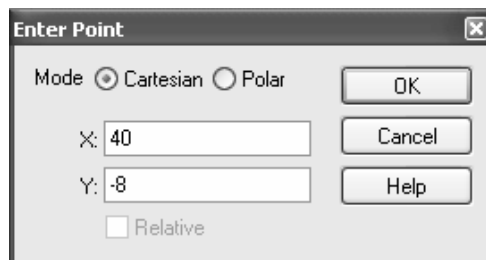 Enter Point
Mode Cartesian Polar OK
X: 40 Cancel
Y: -8 Help
Relative